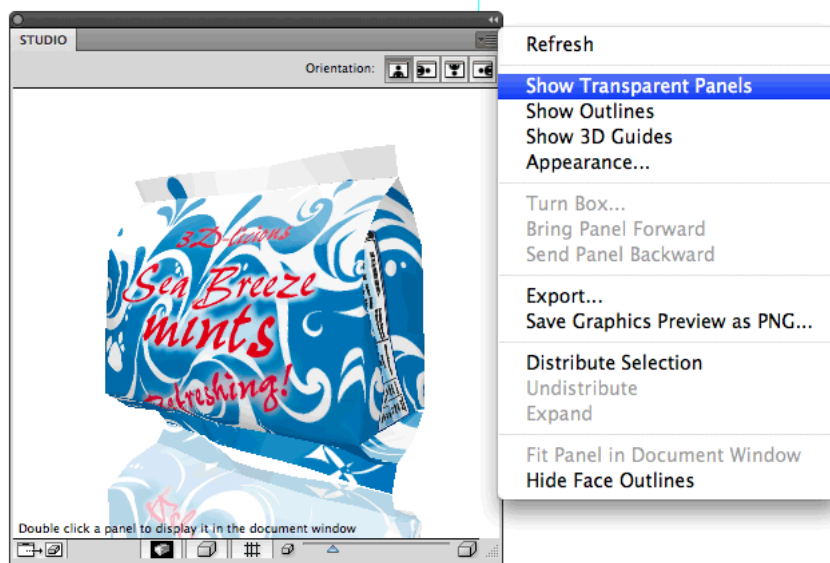 STUDIO
Orientation:
3D-licious
Sea Breeze
mints
Refreshing!
Double click a panel to display it in the document window
Refresh
Show Transparent Panels
Show Outlines
Show 3D Guides
Appearance...
Turn Box...
Bring Panel Forward
Send Panel Backward
Export...
Save Graphics Preview as PNG...
Distribute Selection
Undistribute
Expand
Fit Panel in Document Window
Hide Face Outlines